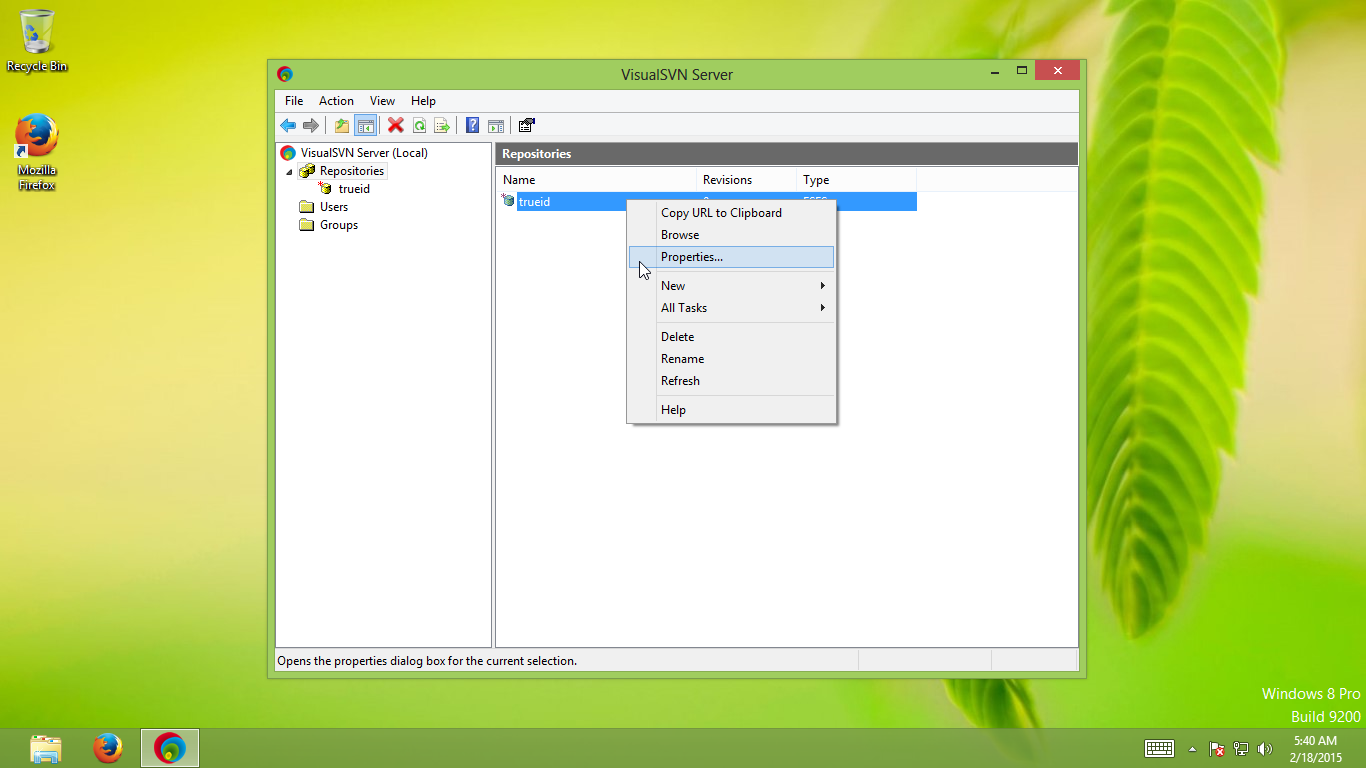 Recycle Bin
Mozilla
Firefox
VisualSVN Server
File Action View Help
VisualSVN Server (Local)
Repositories
trueid
Users
Groups
Repositories
Name Revisions Type
trueid
Copy URL to Clipboard
Browse
Properties...
New
All Tasks
Delete
Rename
Refresh
Help
Opens the properties dialog box for the current selection.
Windows 8 Pro
Build 9200
5:40 AM
2/18/2015